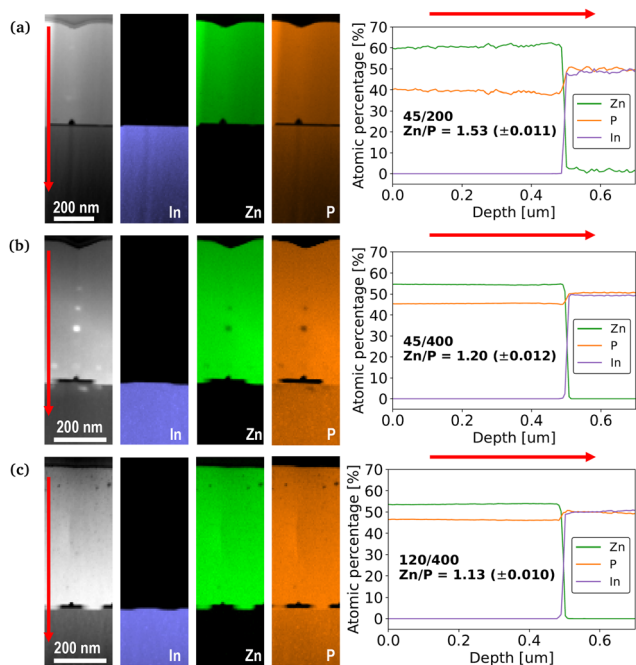 (a)
200 nm
In
Zn
P
Atomic percentage [%]
70
60
50
40
30
20
10
0
45/200
Zn/P = 1.53 (±0.011)
Zn
P
In
0.0 0.2 0.4 0.6
Depth [um]
(b)
200 nm
In
Zn
P
Atomic percentage [%]
70
60
50
40
30
20
10
0
45/400
Zn/P = 1.20 (±0.012)
Zn
P
In
0.0 0.2 0.4 0.6
Depth [um]
(c)
200 nm
In
Zn
P
Atomic percentage [%]
70
60
50
40
30
20
10
0
120/400
Zn/P = 1.13 (±0.010)
Zn
P
In
0.0 0.2 0.4 0.6
Depth [um]